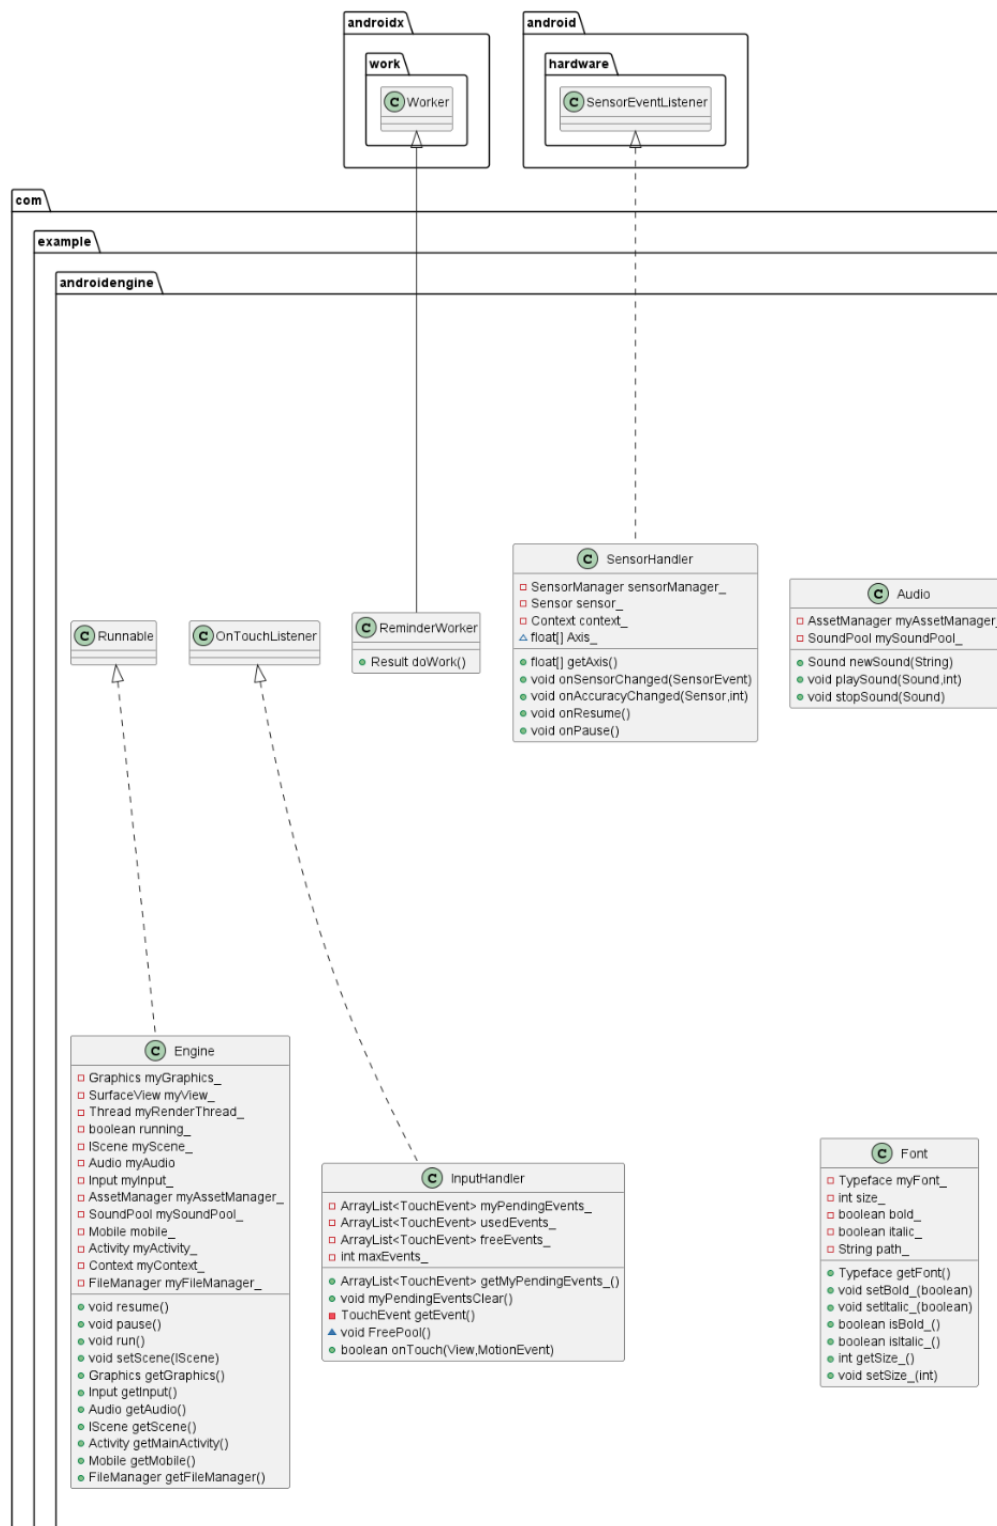 androidx
work
C Worker
android
hardware
C SensorEventListener
com
example
androidengine
C Runnable
C OnTouchListener
C ReminderWorker
Result doWork()
C SensorHandler
SensorManager sensorManager_
Sensor sensor_
Context context_
float[] Axis_
float[] getAxis()
void onSensorChanged(SensorEvent)
void onAccuracyChanged(Sensor,int)
void onResume()
void onPause()
C Audio
AssetManager myAssetManager_
SoundPool mySoundPool_
Sound newSound(String)
void playSound(Sound,int)
void stopSound(Sound)
C Engine
Graphics myGraphics_
SurfaceView myView_
Thread myRenderThread_
boolean running_
IScene myScene_
Audio myAudio
Input myInput_
AssetManager myAssetManager_
SoundPool mySoundPool_
Mobile mobile_
Activity myActivity_
Context myContext_
FileManager myFileManager_
void resume()
void pause()
void run()
void setScene(IScene)
Graphics getGraphics()
Input getInput()
Audio getAudio()
IScene getScene()
Activity getMainActivity()
Mobile getMobile()
FileManager getFileManager()
C InputHandler
ArrayList<TouchEvent> myPendingEvents_
ArrayList<TouchEvent> usedEvents_
ArrayList<TouchEvent> freeEvents_
int maxEvents_
ArrayList<TouchEvent> getMyPendingEvents_()
void myPendingEventsClear()
TouchEvent getEvent()
void FreePool()
boolean onTouch(View,MotionEvent)
C Font
Typeface myFont_
int size_
boolean bold_
boolean italic_
String path_
Typeface getFont()
void setBold_(boolean)
void setItalic_(boolean)
boolean isBold_()
boolean isItalic_()
int getSize_()
void setSize_(int)